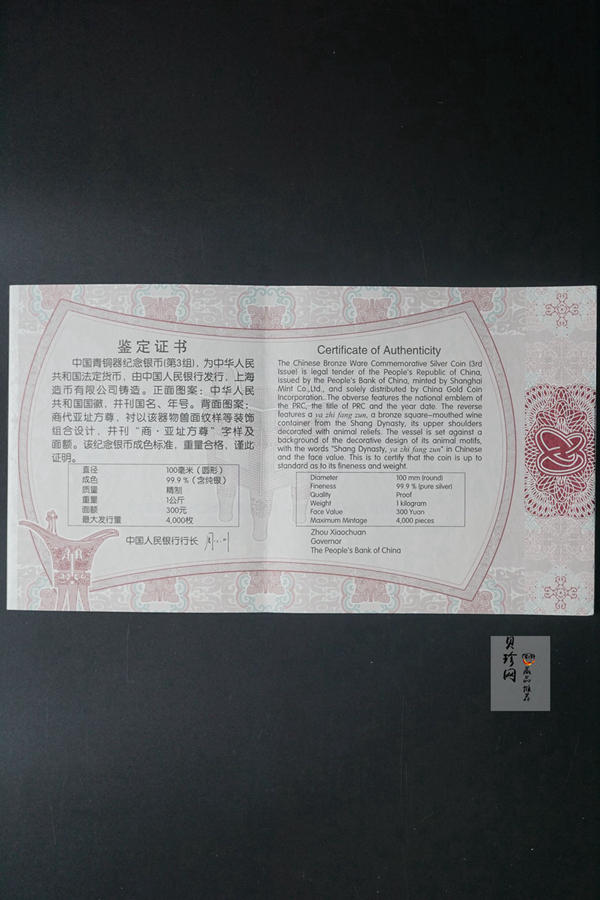 鉴定证书
中国青铜器纪念银币(第3组)，为中华人民
共和国法定货币，由中国人民银行发行，上海
造币有限公司铸造。正面图案：中华人民
共和国国徽，并刊国名、年号。背面图案：
商代亚址方尊，衬以该器物兽面纹样等装饰
组合设计，并刊“商·亚址方尊”字样及
面额。该纪念银币成色标准，重量合格，谨此
证明。
直径 100毫米（圆形）
成色 99.9％（含纯银）
质量 精制
重量 1公斤
面额 300元
最大发行量 4,000枚
中国人民银行行长
Certificate of Authenticity
The Chinese Bronze Ware Commemorative Silver Coin (3rd
Issue) is legal tender of the People's Republic of China,
issued by the People's Bank of China, minted by Shanghai
Mint Co.,Ltd., and solely distributed by China Gold Coin
Incorporation. The obverse features the national emblem of
the PRC, the title of PRC and the year date. The reverse
features a ya zhi fang zun, a bronze square-mouthed wine
container from the Shang Dynasty, its upper shoulders
decorated with animal reliefs. The vessel is set against a
background of the decorative design of its animal motifs,
with the words "Shang Dynasty, ya zhi fang zun" in Chinese
and the face value. This is to certify that the coin is up to
standard as to its fineness and weight.
Diameter 100 mm (round)
Fineness 99.9 % (pure silver)
Quality Proof
Weight 1 kilogram
Face Value 300 Yuan
Maximum Mintage 4,000 pieces
Zhou Xiaochuan
Governor
The People's Bank of China
贝珍网